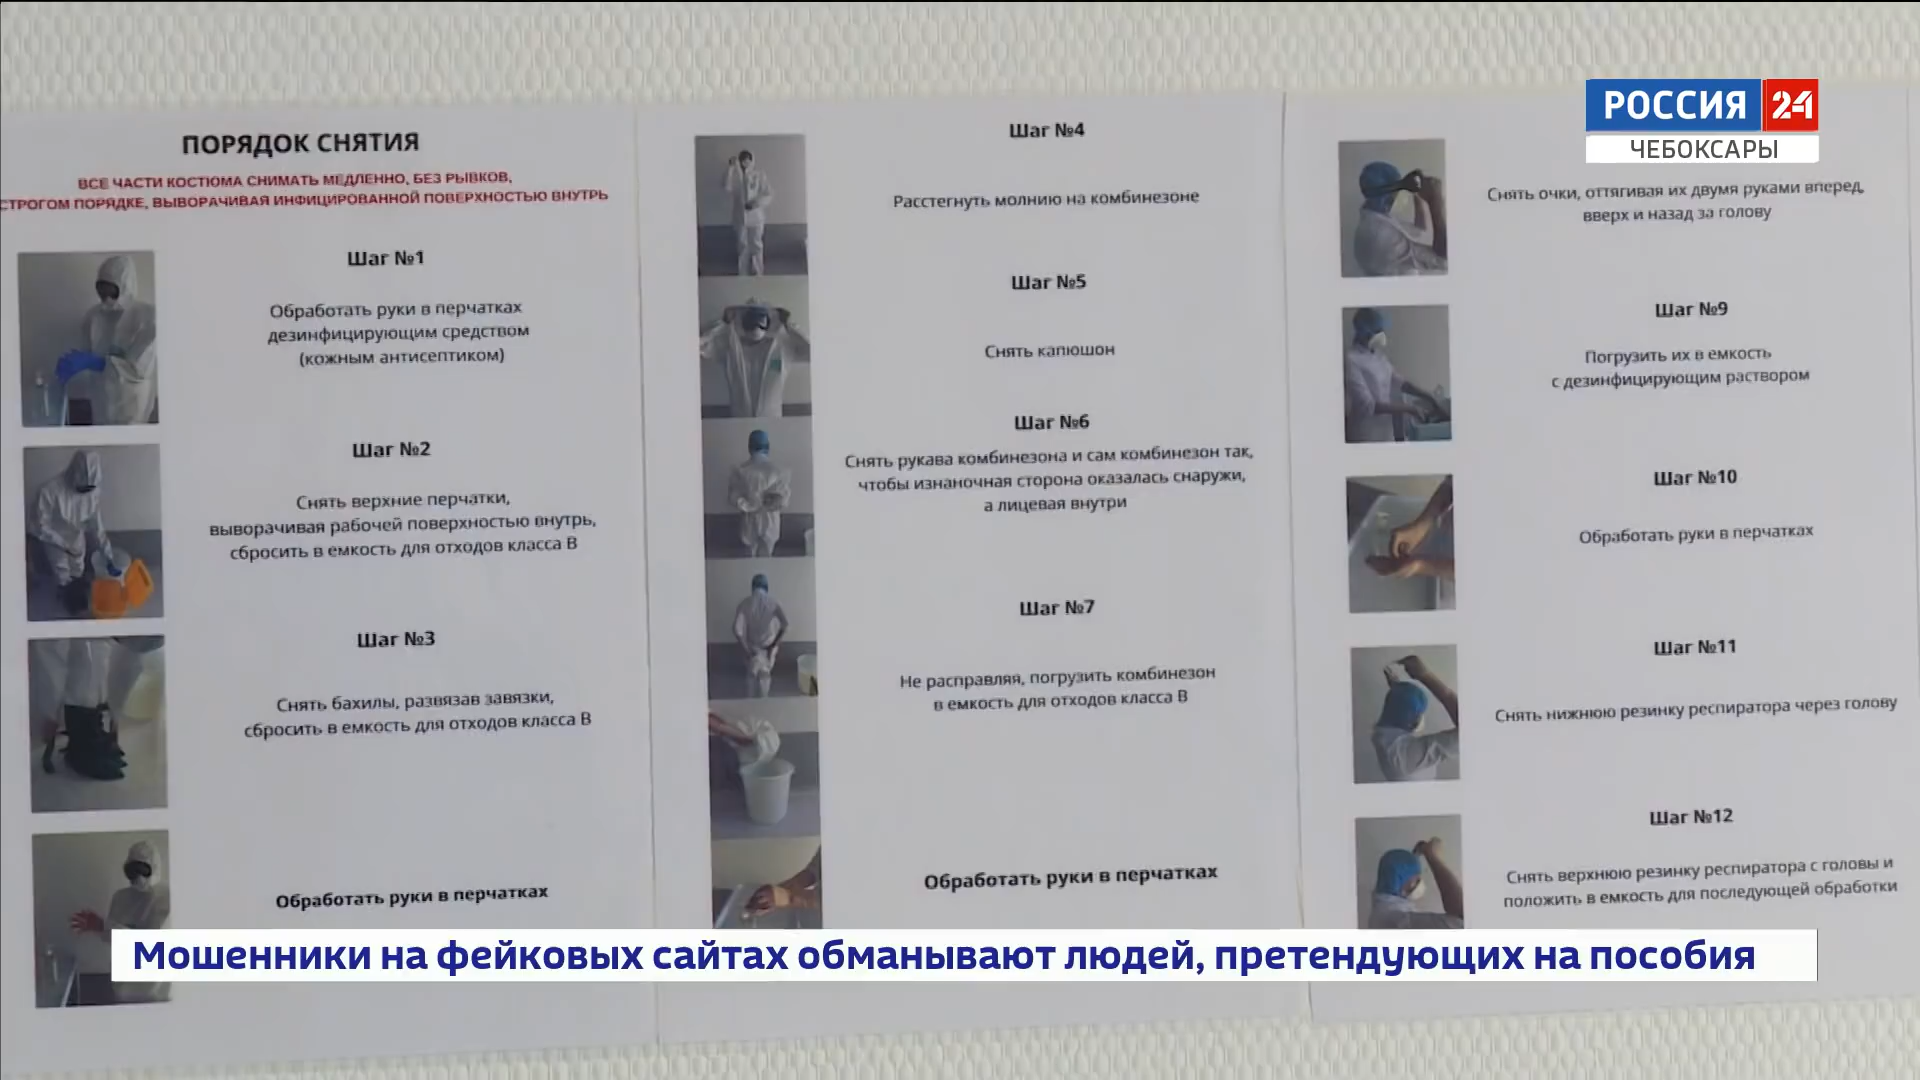 ПОРЯДОК СНЯТИЯ
ВСЕ ЧАСТИ КОСТЮМА СНИМАТЬ МЕДЛЕННО, БЕЗ РЫВКОВ,
СТРОГОМ ПОРЯДКЕ, ВЫВОРАЧИВАЯ ИНФИЦИРОВАННОЙ ПОВЕРХНОСТЬЮ ВНУТРЬ
Шаг №1
Обработать руки в перчатках
дезинфицирующим средством
(кожным антисептиком)
Шаг №2
Снять верхние перчатки,
выворачивая рабочей поверхностью внутрь,
сбросить в емкость для отходов класса В
Шаг №3
Снять бахилы, развязав завязки,
сбросить в емкость для отходов класса В
Обработать руки в перчатках
Шаг №4
Расстегнуть молнию на комбинезоне
Шаг №5
Снять капюшон
Шаг №6
Снять рукава комбинезона и сам комбинезон так,
чтобы изнаночная сторона оказалась снаружи,
а лицевая внутри
Шаг №7
Не расправляя, погрузить комбинезон
в емкость для отходов класса В
Обработать руки в перчатках
РОССИЯ 24
ЧЕБОКСАРЫ
Снять очки, оттягивая их двумя руками вперед,
вверх и назад за голову
Шаг №9
Погрузить их в емкость
с дезинфицирующим раствором
Шаг №10
Обработать руки в перчатках
Шаг №11
Снять нижнюю резинку респиратора через голову
Шаг №12
Снять верхнюю резинку респиратора с головы и
положить в емкость для последующей обработки
Мошенники на фейковых сайтах обманывают людей, претендующих на пособия